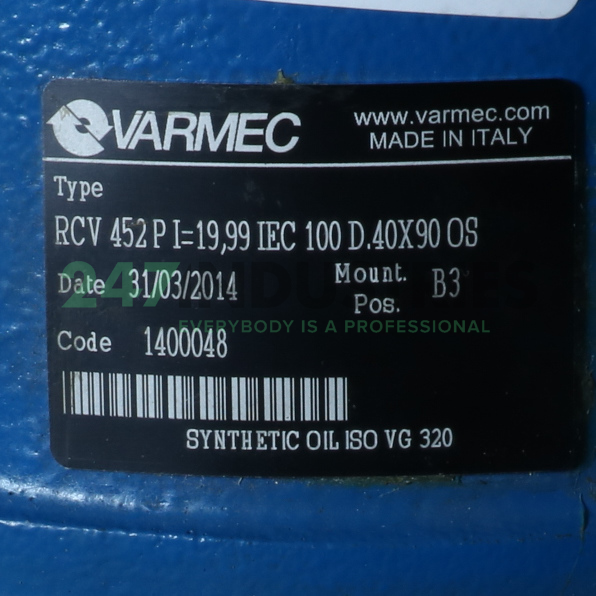 VARMEC
www.varmec.com
MADE IN ITALY
Type
RCV 452 P I=19,99 IEC 100 D.40X90 OS
Date 31/03/2014 Mount. Pos. B3
247 INDUSTRIES
EVERYBODY IS A PROFESSIONAL
Code 1400048
SYNTHETIC OIL ISO VG 320